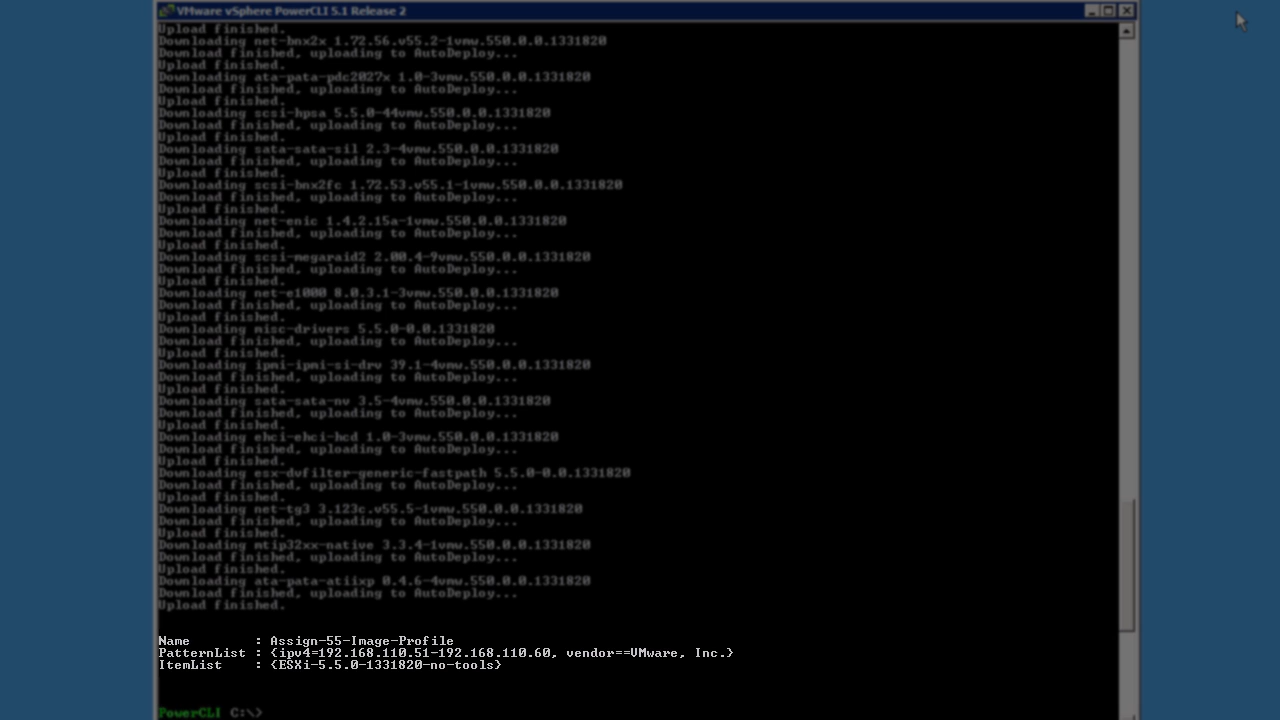 VMware vSphere PowerCLI 5.1 Release 2
Upload finished.
Downloading net-bnx2x 1.72.56.v55.2-1vmw.550.0.0.1331820
Download finished, uploading to AutoDeploy...
Upload finished.
Downloading ata-pata-pdc2027x 1.0-3vmw.550.0.0.1331820
Download finished, uploading to AutoDeploy...
Upload finished.
Downloading scsi-hpsa 5.5.0-44vmw.550.0.0.1331820
Download finished, uploading to AutoDeploy...
Upload finished.
Downloading sata-sata-sil 2.3-4vmw.550.0.0.1331820
Download finished, uploading to AutoDeploy...
Upload finished.
Downloading scsi-bnx2fc 1.72.53.v55.1-1vmw.550.0.0.1331820
Download finished, uploading to AutoDeploy...
Upload finished.
Downloading net-enic 1.4.2.15a-1vmw.550.0.0.1331820
Download finished, uploading to AutoDeploy...
Upload finished.
Downloading scsi-megaraid2 2.00.4-9vmw.550.0.0.1331820
Download finished, uploading to AutoDeploy...
Upload finished.
Downloading net-e1000 8.0.3.1-3vmw.550.0.0.1331820
Download finished, uploading to AutoDeploy...
Upload finished.
Downloading misc-drivers 5.5.0-0.0.1331820
Download finished, uploading to AutoDeploy...
Upload finished.
Downloading ipmi-ipmi-si-drv 39.1-4vmw.550.0.0.1331820
Download finished, uploading to AutoDeploy...
Upload finished.
Downloading sata-sata-nv 3.5-4vmw.550.0.0.1331820
Download finished, uploading to AutoDeploy...
Upload finished.
Downloading ehci-ehci-hcd 1.0-3vmw.550.0.0.1331820
Download finished, uploading to AutoDeploy...
Upload finished.
Downloading esx-dvfilter-generic-fastpath 5.5.0-0.0.1331820
Download finished, uploading to AutoDeploy...
Upload finished.
Downloading net-tg3 3.123c.v55.5-1vmw.550.0.0.1331820
Download finished, uploading to AutoDeploy...
Upload finished.
Downloading mtip32xx-native 3.3.4-1vmw.550.0.0.1331820
Download finished, uploading to AutoDeploy...
Upload finished.
Downloading ata-pata-atiixp 0.4.6-4vmw.550.0.0.1331820
Download finished, uploading to AutoDeploy...
Upload finished.
Name : Assign-55-Image-Profile
PatternList : {ipv4=192.168.110.51-192.168.110.60, vendor==VMware, Inc.}
ItemList : {ESXi-5.5.0-1331820-no-tools}
PowerCLI C:\>